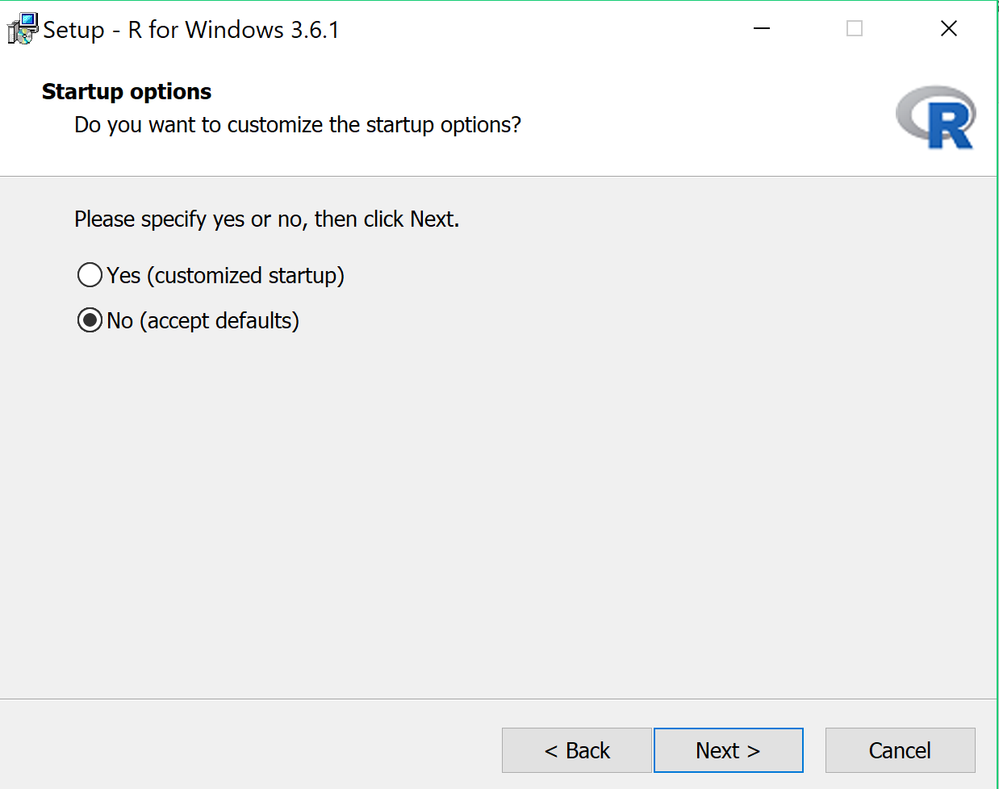 Setup - R for Windows 3.6.1
Startup options
Do you want to customize the startup options?
R
Please specify yes or no, then click Next.
Yes (customized startup)
No (accept defaults)
< Back
Next >
Cancel